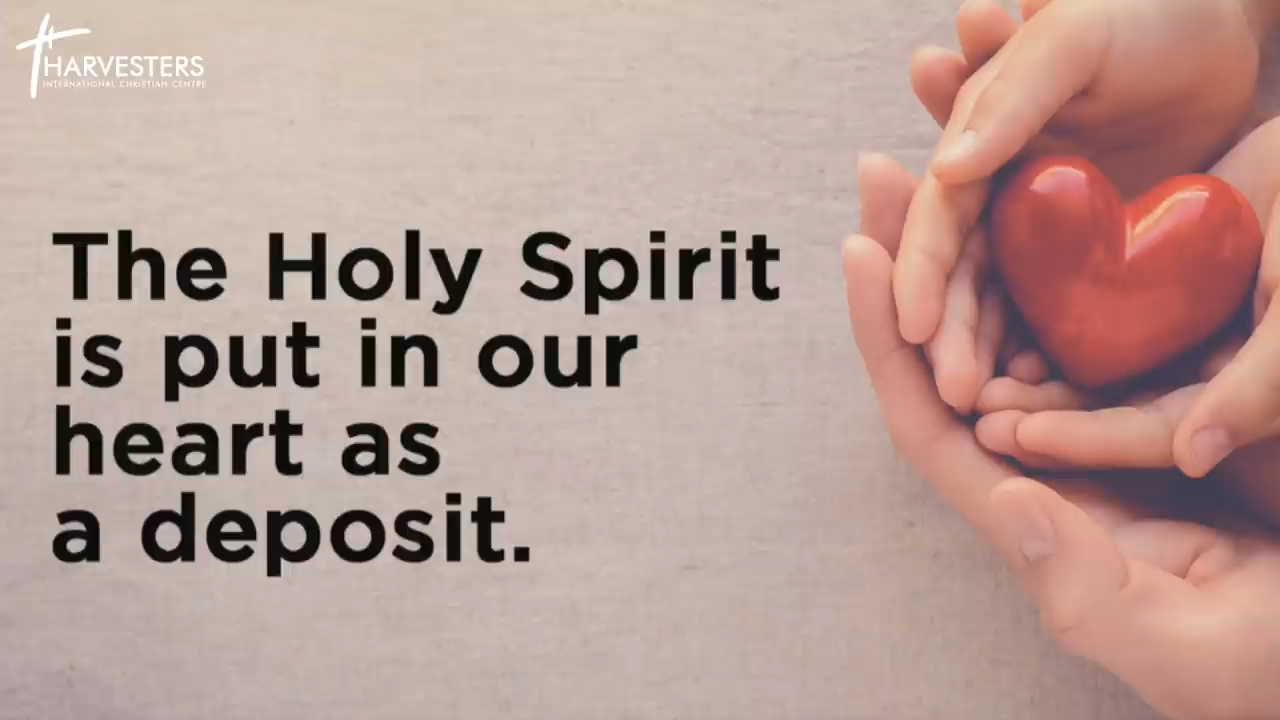 HARVESTERS
INTERNATIONAL CHRISTIAN CENTRE
The Holy Spirit
is put in our
heart as
a deposit.